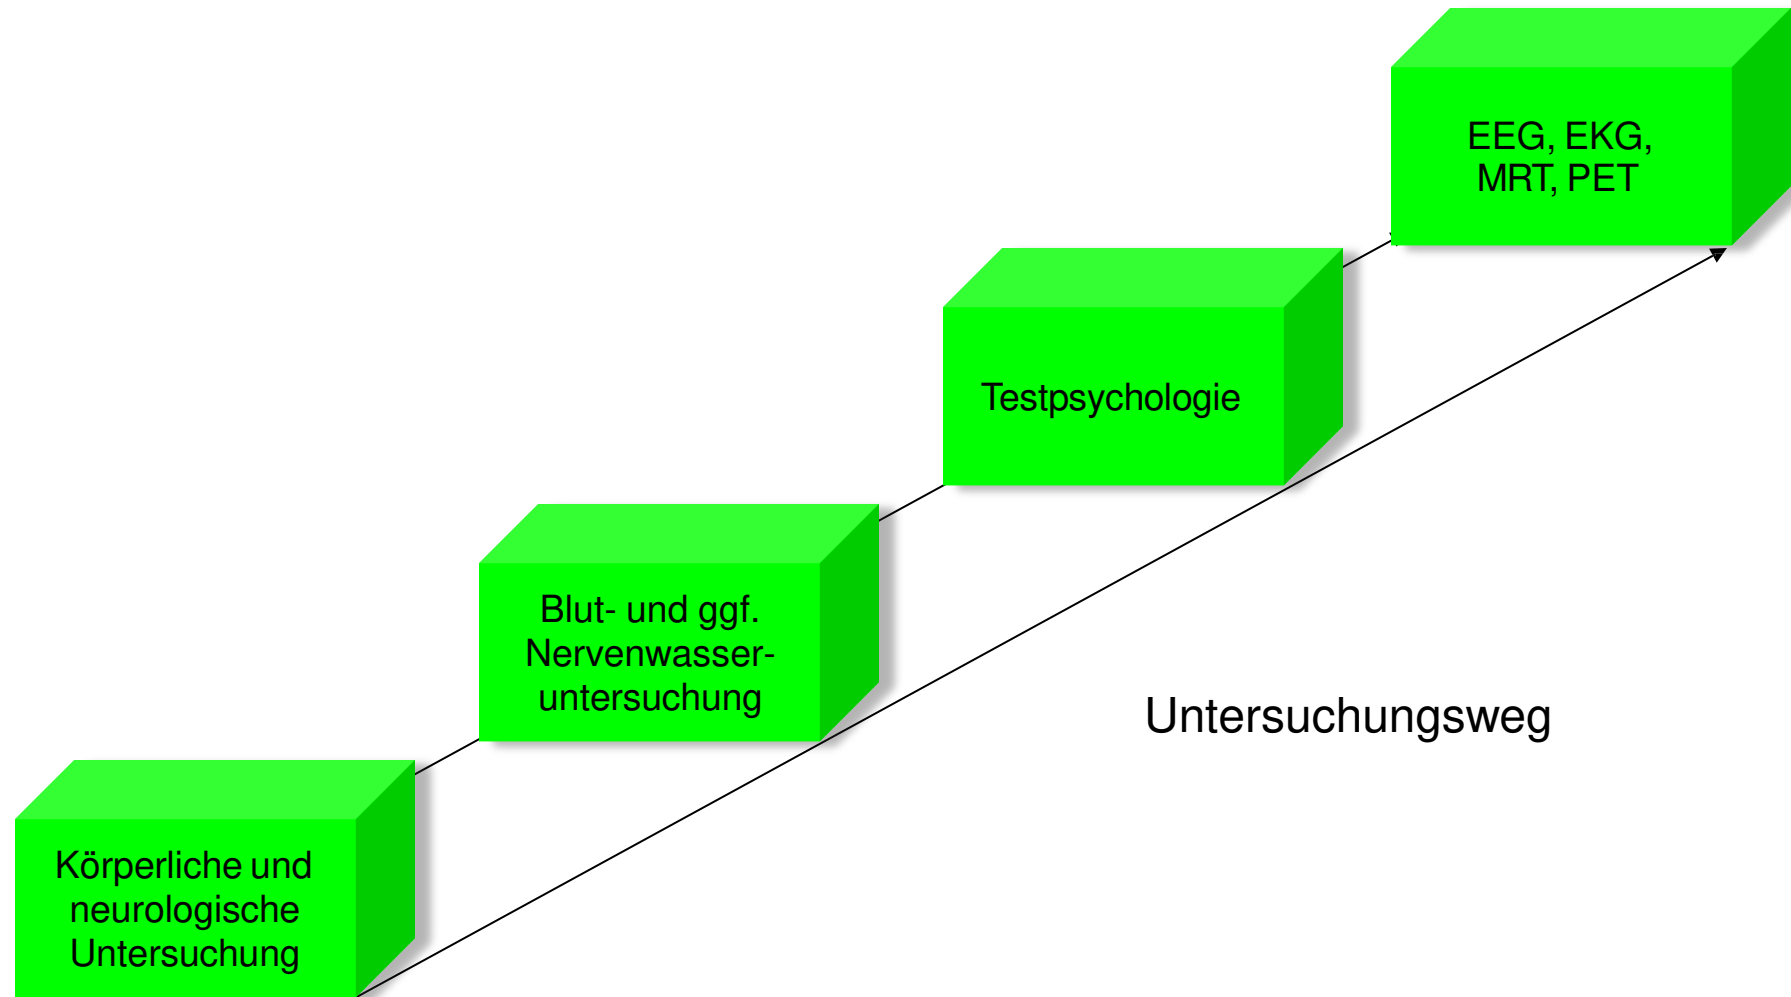 EEG, EKG,
MRT, PET
Testpsychologie
Blut- und ggf.
Nervenwasser-
untersuchung
Untersuchungsweg
Körperliche und
neurologische
Untersuchung